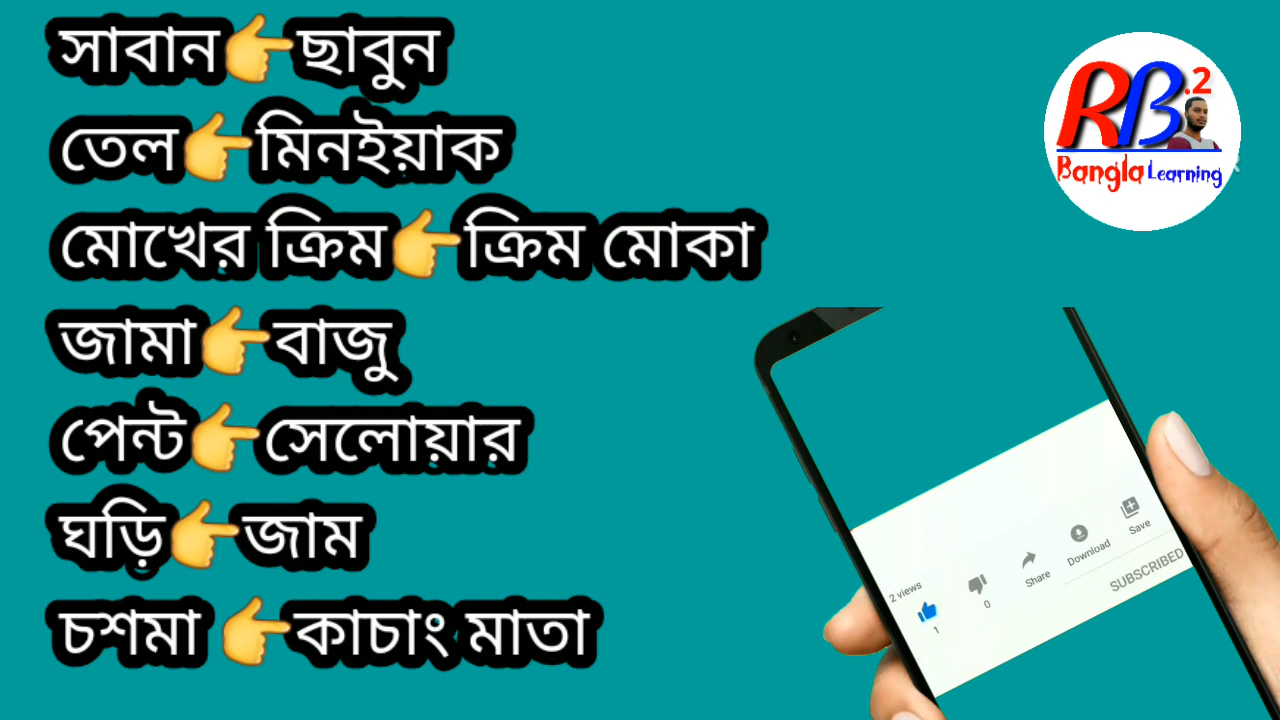 সাবান👉ছাবুন
তেল👉মিনইয়াক
মোখের ক্রিম👉ক্রিম মোকা
জামা👉বাজু
পেন্ট👉সেলোয়ার
ঘড়ি👉জাম
চশমা 👉কাচাং মাতা
RB.2
Bangla Learning
2 views
1
0
Share
Download
Save
SUBSCRIBED